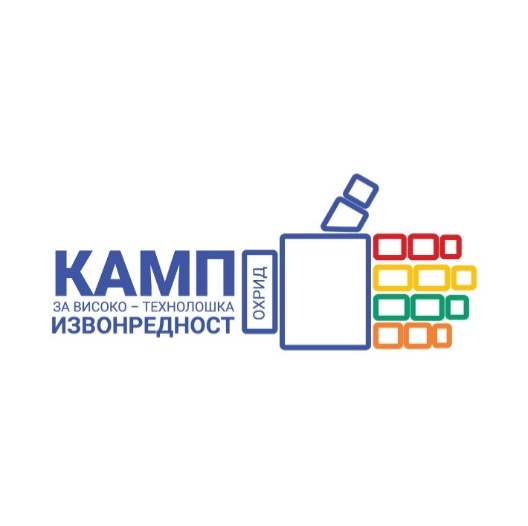 КАМП
ЗА ВИСОКО – ТЕХНОЛОШКА
ИЗВОНРЕДНОСТ
ОХРИД